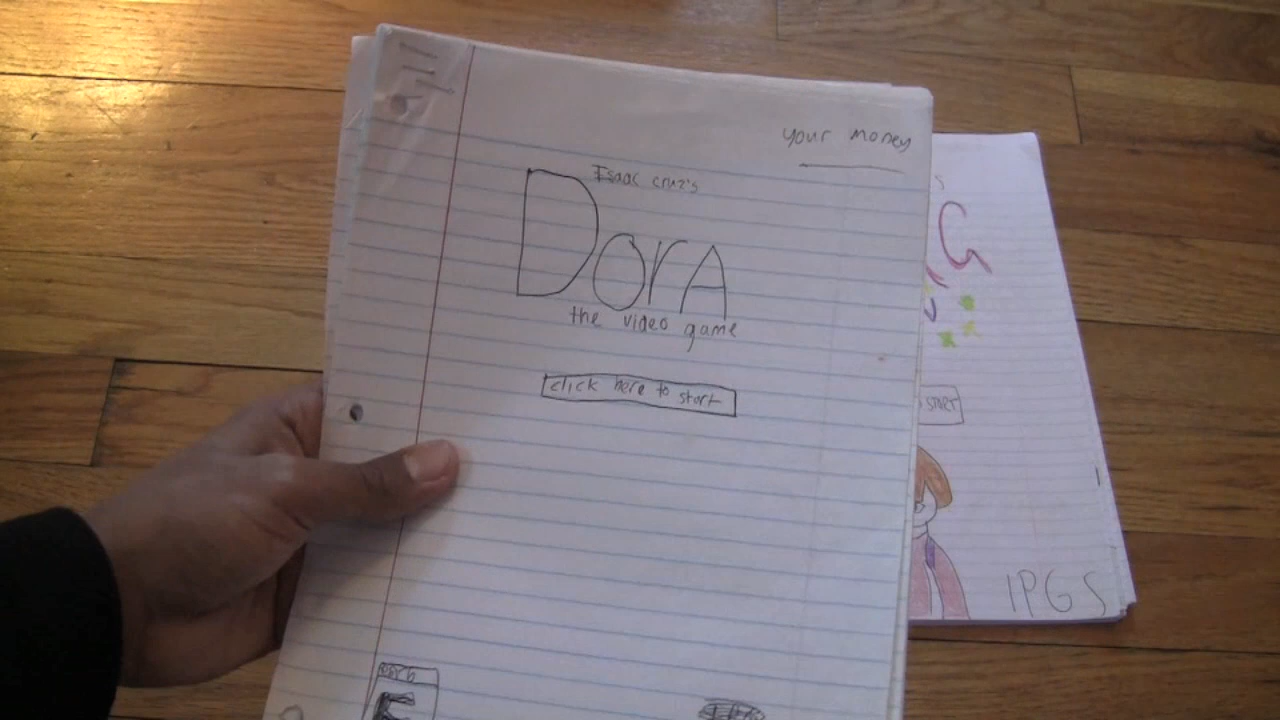 your money
Isaac cruz's
DorA
the video game
click here to start
E
S
G
START
IPGS